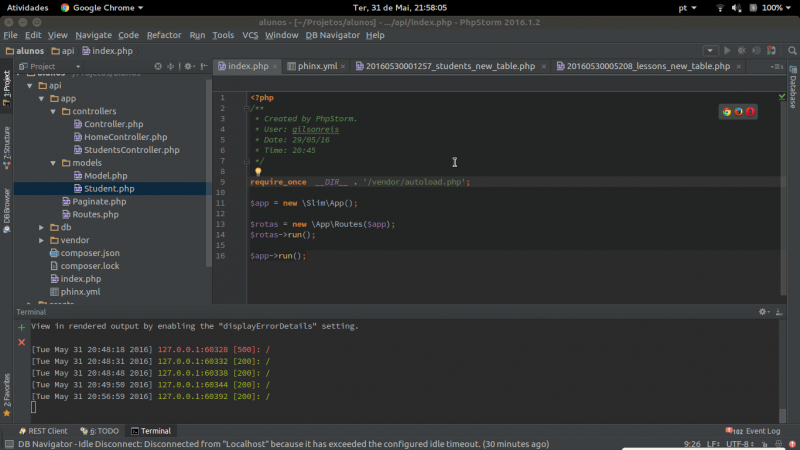 Atividades Google Chrome Ter, 31 de Mai, 21:58:05 pt 100%
alunos - [~/Projetos/alunos] - .../api/index.php - PhpStorm 2016.1.2
File Edit View Navigate Code Refactor Run Tools VCS Window DB Navigator Help
alunos api index.php
Project index.php phinx.yml 20160530001257_students_new_table.php 20160530005208_lessons_new_table.php
alunos ~/Projetos/alunos
api
app
controllers
Controller.php
HomeController.php
StudentsController.php
models
Model.php
Student.php
Paginate.php
Routes.php
db
vendor
composer.json
composer.lock
index.php
phinx.yml
1: Project
7: Structure
DB Browser
2: Favorites
Database
1 <?php
2 /**
3 * Created by PhpStorm.
4 * User: gilsonreis
5 * Date: 29/05/16
6 * Time: 20:45
7 */
8
9 require_once __DIR__ . '/vendor/autoload.php';
10
11 $app = new \Slim\App();
12
13 $rotas = new \App\Routes($app);
14 $rotas->run();
15
16 $app->run();
Terminal
View in rendered output by enabling the "displayErrorDetails" setting.
[Tue May 31 20:48:18 2016] 127.0.0.1:60328 [500]: /
[Tue May 31 20:48:31 2016] 127.0.0.1:60332 [200]: /
[Tue May 31 20:48:48 2016] 127.0.0.1:60338 [200]: /
[Tue May 31 20:49:50 2016] 127.0.0.1:60344 [200]: /
[Tue May 31 20:56:59 2016] 127.0.0.1:60392 [200]: /
REST Client 6: TODO Terminal 102 Event Log
DB Navigator - Idle Disconnect: Disconnected from "Localhost" because it has exceeded the configured idle timeout. (30 minutes ago) 9:26 LF÷ UTF-8÷